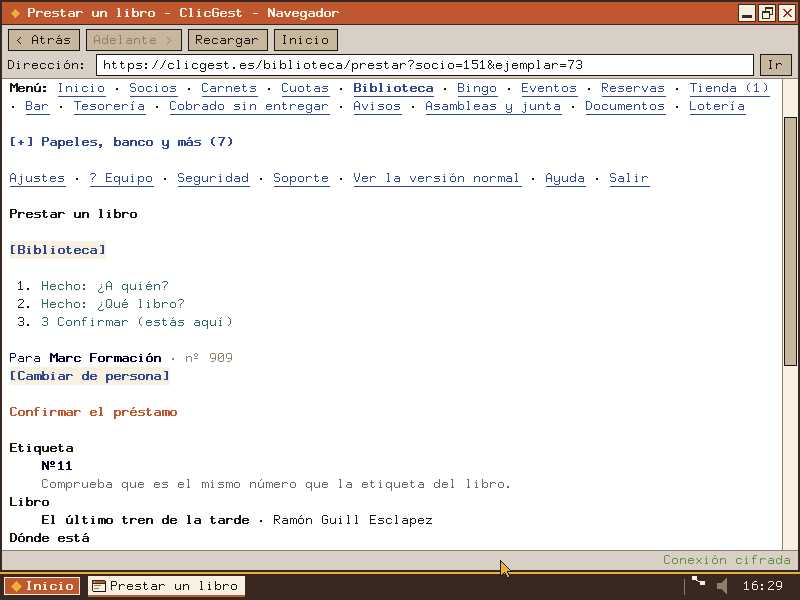 Prestar un libro - ClicGest - Navegador
< Atrás Adelante > Recargar Inicio
Dirección: https://clicgest.es/biblioteca/prestar?socio=151&ejemplar=73 Ir
Menú: Inicio · Socios · Carnets · Cuotas · Biblioteca · Bingo · Eventos · Reservas · Tienda (1)
· Bar · Tesorería · Cobrado sin entregar · Avisos · Asambleas y junta · Documentos · Lotería
[+] Papeles, banco y más (7)
Ajustes · ? Equipo · Seguridad · Soporte · Ver la versión normal · Ayuda · Salir
Prestar un libro
[Biblioteca]
1. Hecho: ¿A quién?
2. Hecho: ¿Qué libro?
3. 3 Confirmar (estás aquí)
Para Marc Formación · nº 909
[Cambiar de persona]
Confirmar el préstamo
Etiqueta
Nº11
Comprueba que es el mismo número que la etiqueta del libro.
Libro
El último tren de la tarde · Ramón Guill Esclapez
Dónde está
Conexión cifrada
Inicio Prestar un libro 16:29